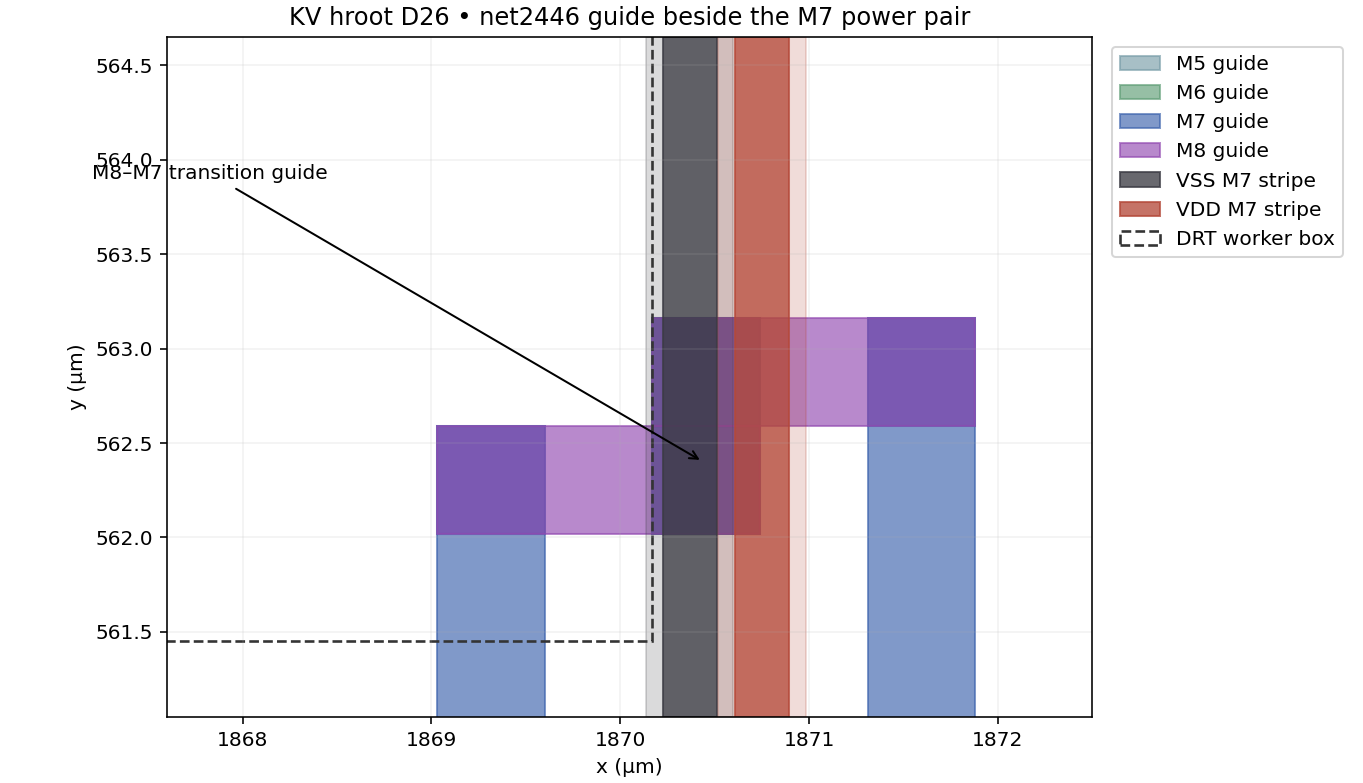 KV hroot D26 • net2446 guide beside the M7 power pair
M5 guide
M6 guide
M7 guide
M8 guide
VSS M7 stripe
VDD M7 stripe
DRT worker box
M8–M7 transition guide
564.5
564.0
563.5
563.0
562.5
562.0
561.5
y (μm)
1868 1869 1870 1871 1872
x (μm)